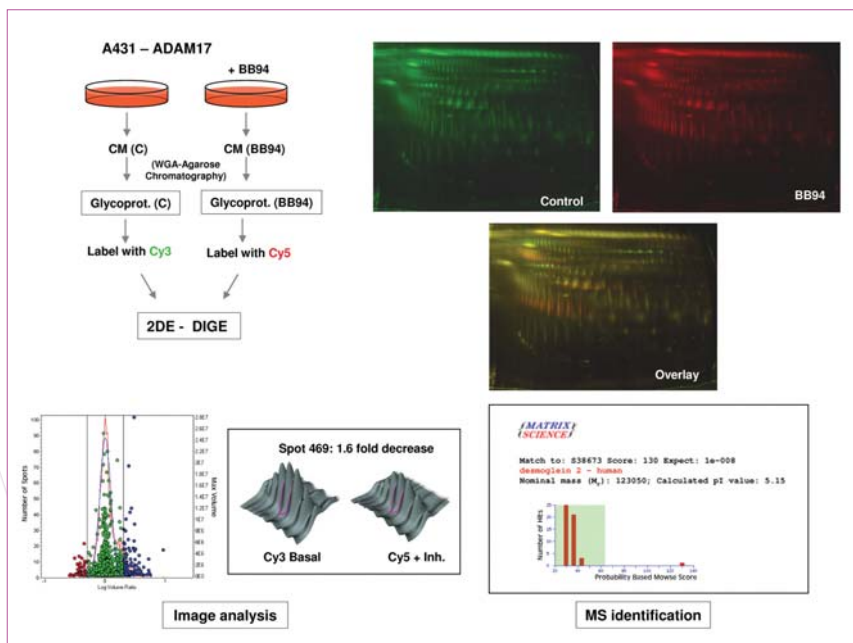 A431 – ADAM17
+ BB94
CM (C)
CM (BB94)
(WGA-Agarose
Chromatography)
Glycoprot. (C)
Glycoprot. (BB94)
Label with Cy3
Label with Cy5
2DE - DIGE
Control
BB94
Overlay
Number of Spots
Max Volume
Log Volume Ratio
Spot 469: 1.6 fold decrease
Cy3 Basal
Cy5 + Inh.
Image analysis
MATRIX
SCIENCE
Match to: S38673 Score: 130 Expect: 1e-008
desmoglein 2 - human
Nominal mass (Mr): 123050; Calculated pI value: 5.15
Number of Hits
Probability Based Mowse Score
MS identification